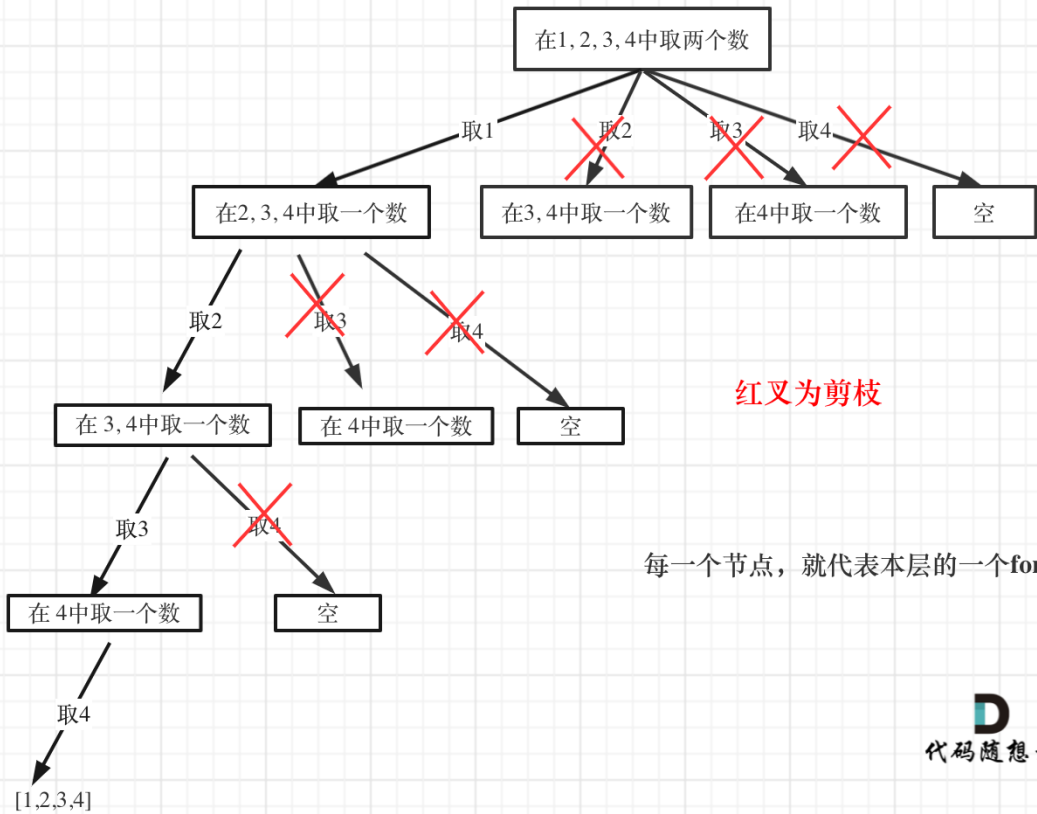 在1, 2, 3, 4中取两个数
取1
取2
取3
取4
在2, 3, 4中取一个数
在3, 4中取一个数
在4中取一个数
空
取2
取3
取4
红叉为剪枝
在 3, 4中取一个数
在 4中取一个数
空
取3
取4
每一个节点，就代表本层的一个for
在 4中取一个数
空
取4
代码随想
[1,2,3,4]